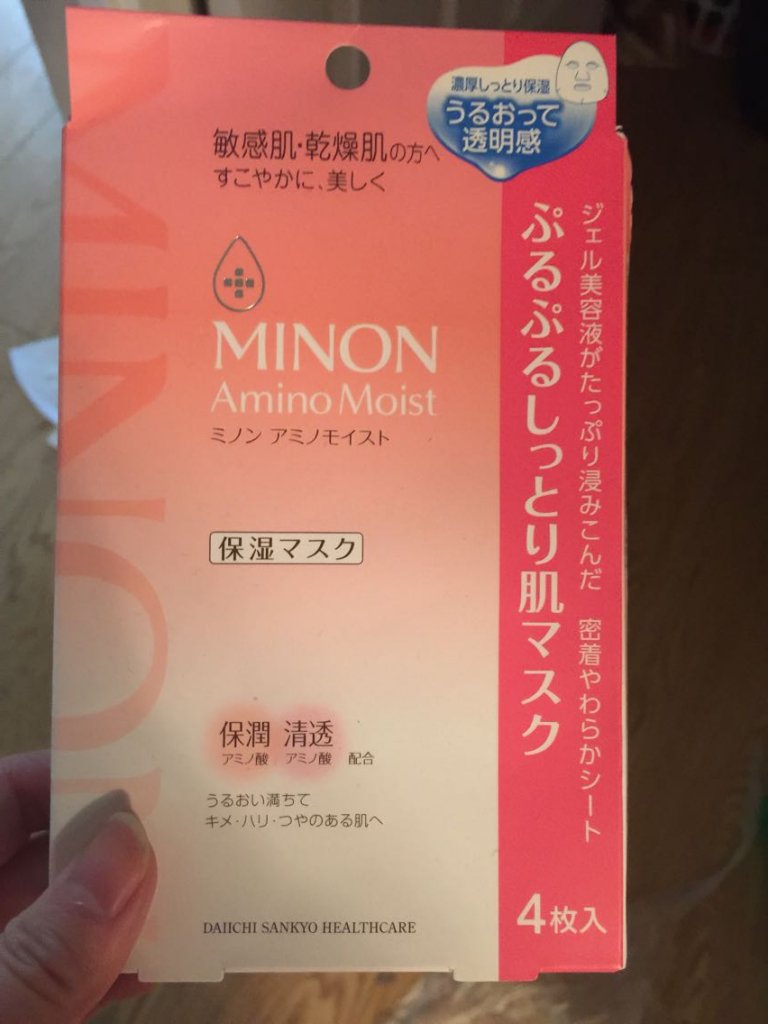 濃厚しっとり保湿
うるおって
透明感
敏感肌・乾燥肌の方へ
すこやかに、美しく
MINON
Amino Moist
ミノン アミノモイスト
保湿マスク
保潤 清透
アミノ酸 アミノ酸 配合
うるおい満ちて
キメ・ハリ・つやのある肌へ
DAIICHI SANKYO HEALTHCARE
ジェル美容液がたっぷり浸みこんだ 密着やわらかシート
ぷるぷるしっとり肌マスク
4枚入
MINON